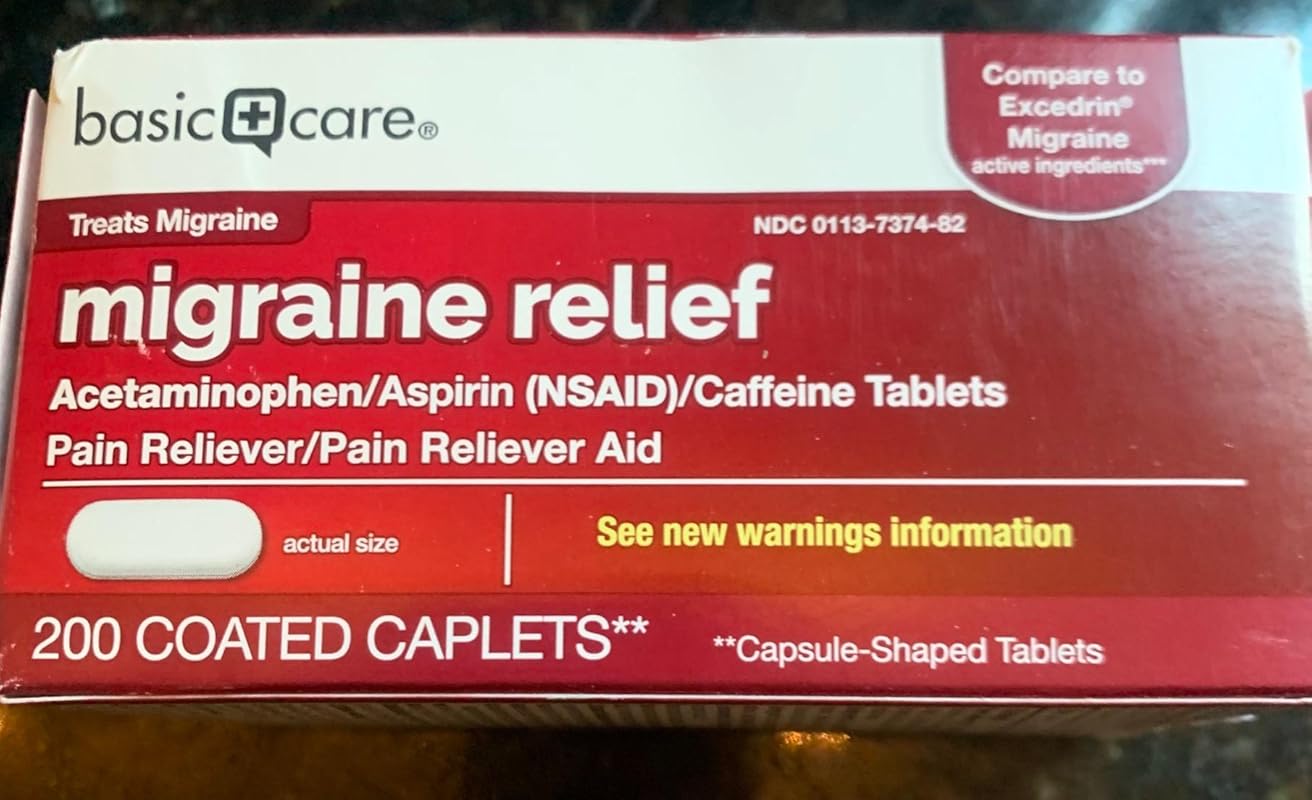 basic care®
Compare to
Excedrin®
Migraine
active ingredients***
Treats Migraine
NDC 0113-7374-82
migraine relief
Acetaminophen/Aspirin (NSAID)/Caffeine Tablets
Pain Reliever/Pain Reliever Aid
actual size
See new warnings information
200 COATED CAPLETS**
**Capsule-Shaped Tablets